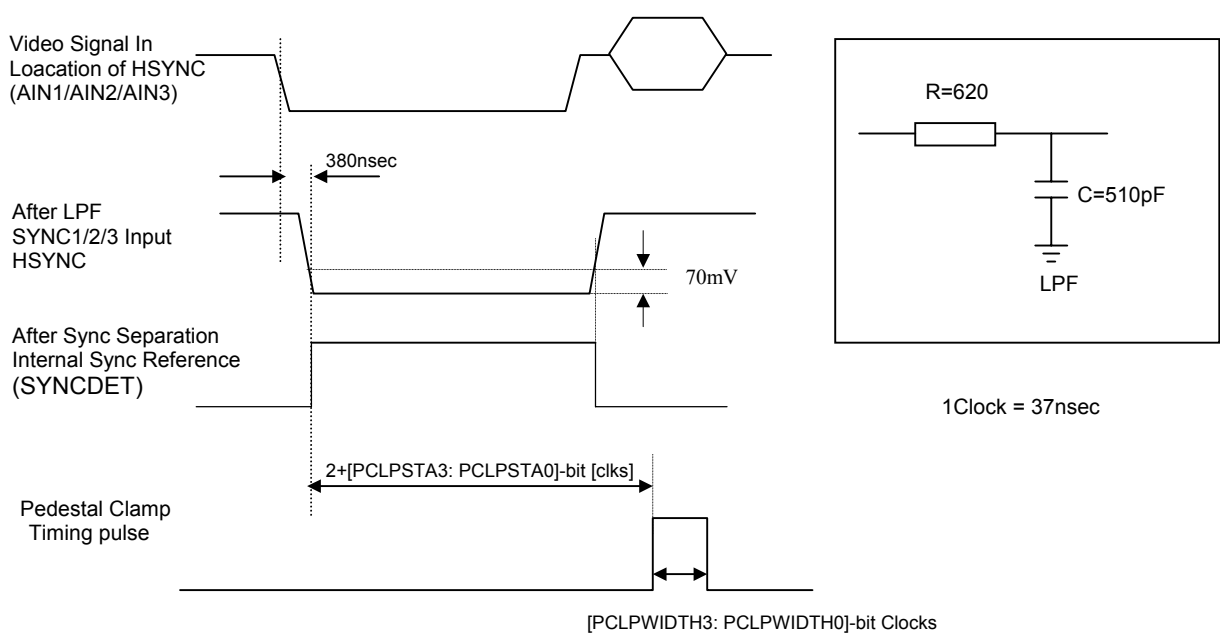 Video Signal In
Loacation of HSYNC
(AIN1/AIN2/AIN3)
R=620
380nsec
C=510pF
After LPF
SYNC1/2/3 Input
HSYNC
70mV
LPF
After Sync Separation
Internal Sync Reference
(SYNCDET)
1Clock = 37nsec
2+[PCLPSTA3: PCLPSTA0]-bit [clks]
Pedestal Clamp
Timing pulse
[PCLPWIDTH3: PCLPWIDTH0]-bit Clocks